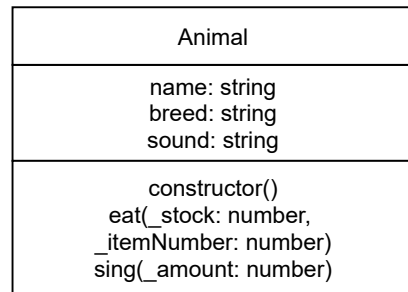 Animal
name: string
breed: string
sound: string
constructor()
eat(_stock: number,
_itemNumber: number)
sing(_amount: number)